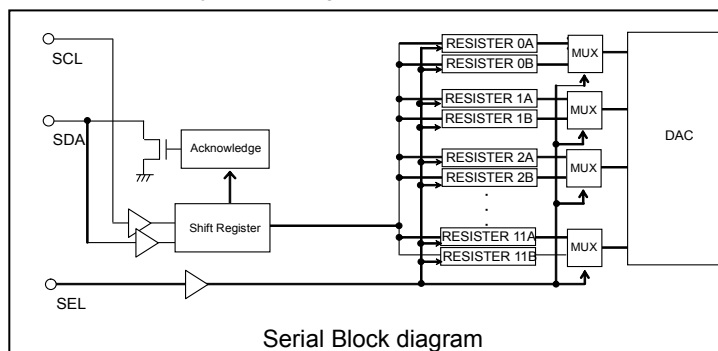 SCL
SDA
SEL
Acknowledge
Shift Register
RESISTER 0A
RESISTER 0B
MUX
RESISTER 1A
RESISTER 1B
MUX
RESISTER 2A
RESISTER 2B
MUX
RESISTER 11A
RESISTER 11B
MUX
DAC
Serial Block diagram